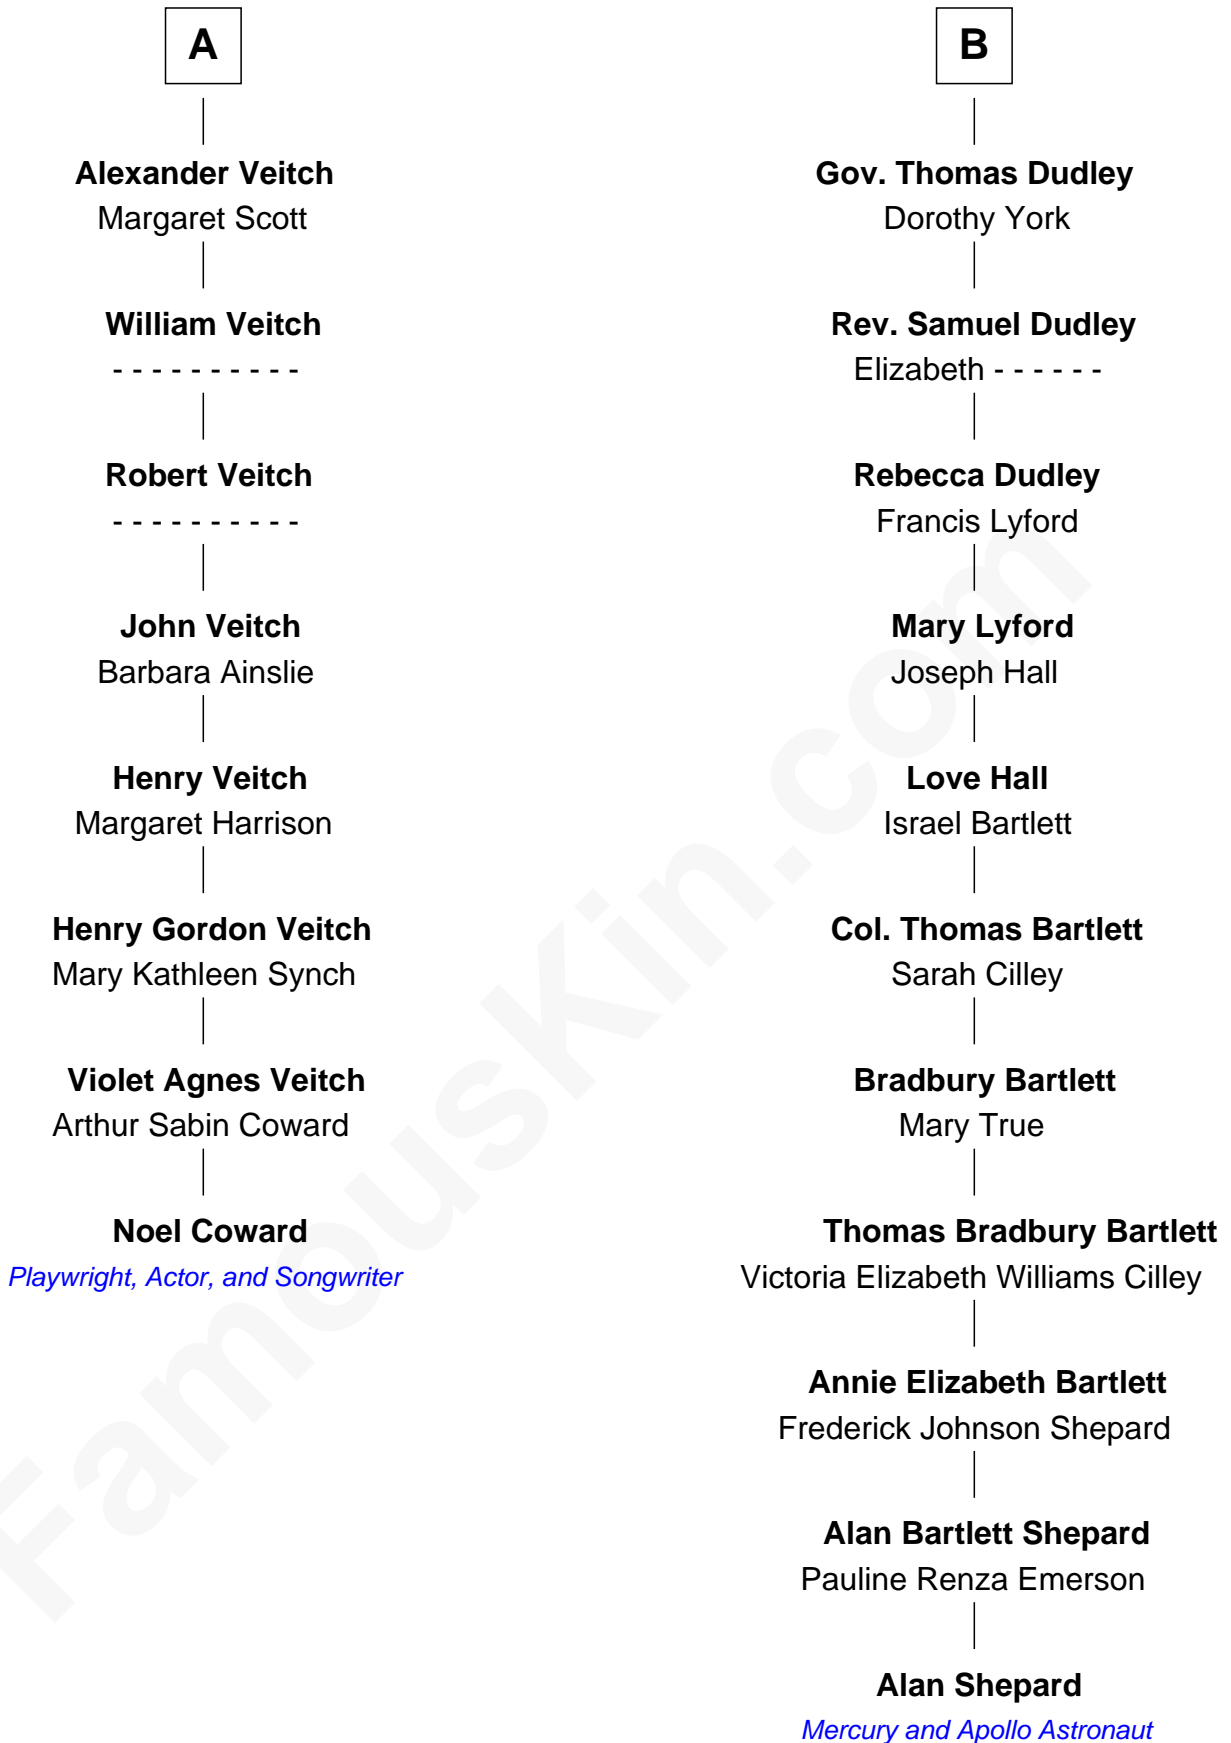 A
Alexander Veitch
Margaret Scott
William Veitch
- - - - - - - - - -
Robert Veitch
- - - - - - - - - -
John Veitch
Barbara Ainslie
Henry Veitch
Margaret Harrison
Henry Gordon Veitch
Mary Kathleen Synch
Violet Agnes Veitch
Arthur Sabin Coward
Noel Coward
Playwright, Actor, and Songwriter
B
Gov. Thomas Dudley
Dorothy York
Rev. Samuel Dudley
Elizabeth - - - - - -
Rebecca Dudley
Francis Lyford
Mary Lyford
Joseph Hall
Love Hall
Israel Bartlett
Col. Thomas Bartlett
Sarah Cilley
Bradbury Bartlett
Mary True
Thomas Bradbury Bartlett
Victoria Elizabeth Williams Cilley
Annie Elizabeth Bartlett
Frederick Johnson Shepard
Alan Bartlett Shepard
Pauline Renza Emerson
Alan Shepard
Mercury and Apollo Astronaut
FamousKin.com